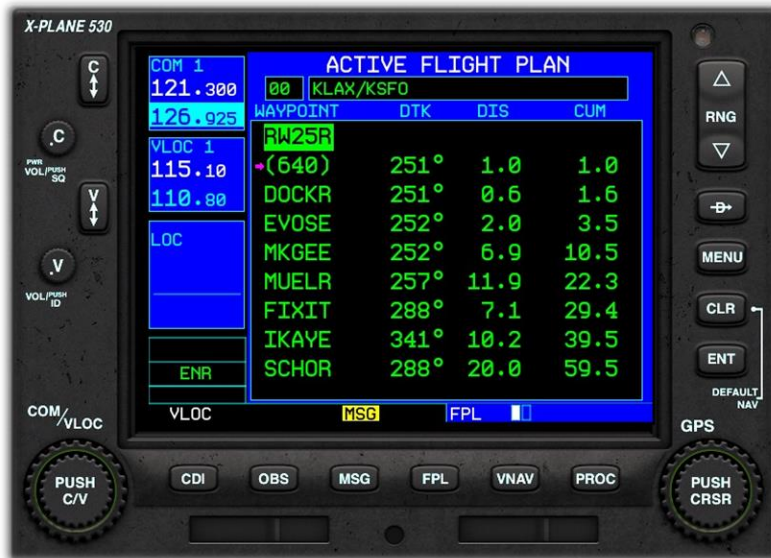 X-PLANE 530
C
.C
PWR
VOL/PUSH
SQ
V
.V
VOL/PUSH
ID
COM/VLOC
PUSH
C/V
COM 1
121.300
126.925
VLOC 1
115.10
110.80
LOC
ENR
VLOC
ACTIVE FLIGHT PLAN
00 KLAX/KSFO
WAYPOINT DTK DIS CUM
RW25R
(640) 251° 1.0 1.0
DOCKR 251° 0.6 1.6
EVOSE 252° 2.0 3.5
MKGEE 252° 6.9 10.5
MUELR 257° 11.9 22.3
FIXIT 288° 7.1 29.4
IKAYE 341° 10.2 39.5
SCHOR 288° 20.0 59.5
MSG
FPL
CDI OBS MSG FPL VNAV PROC
RNG
D
MENU
CLR
ENT
DEFAULT
NAV
GPS
PUSH
CRSR